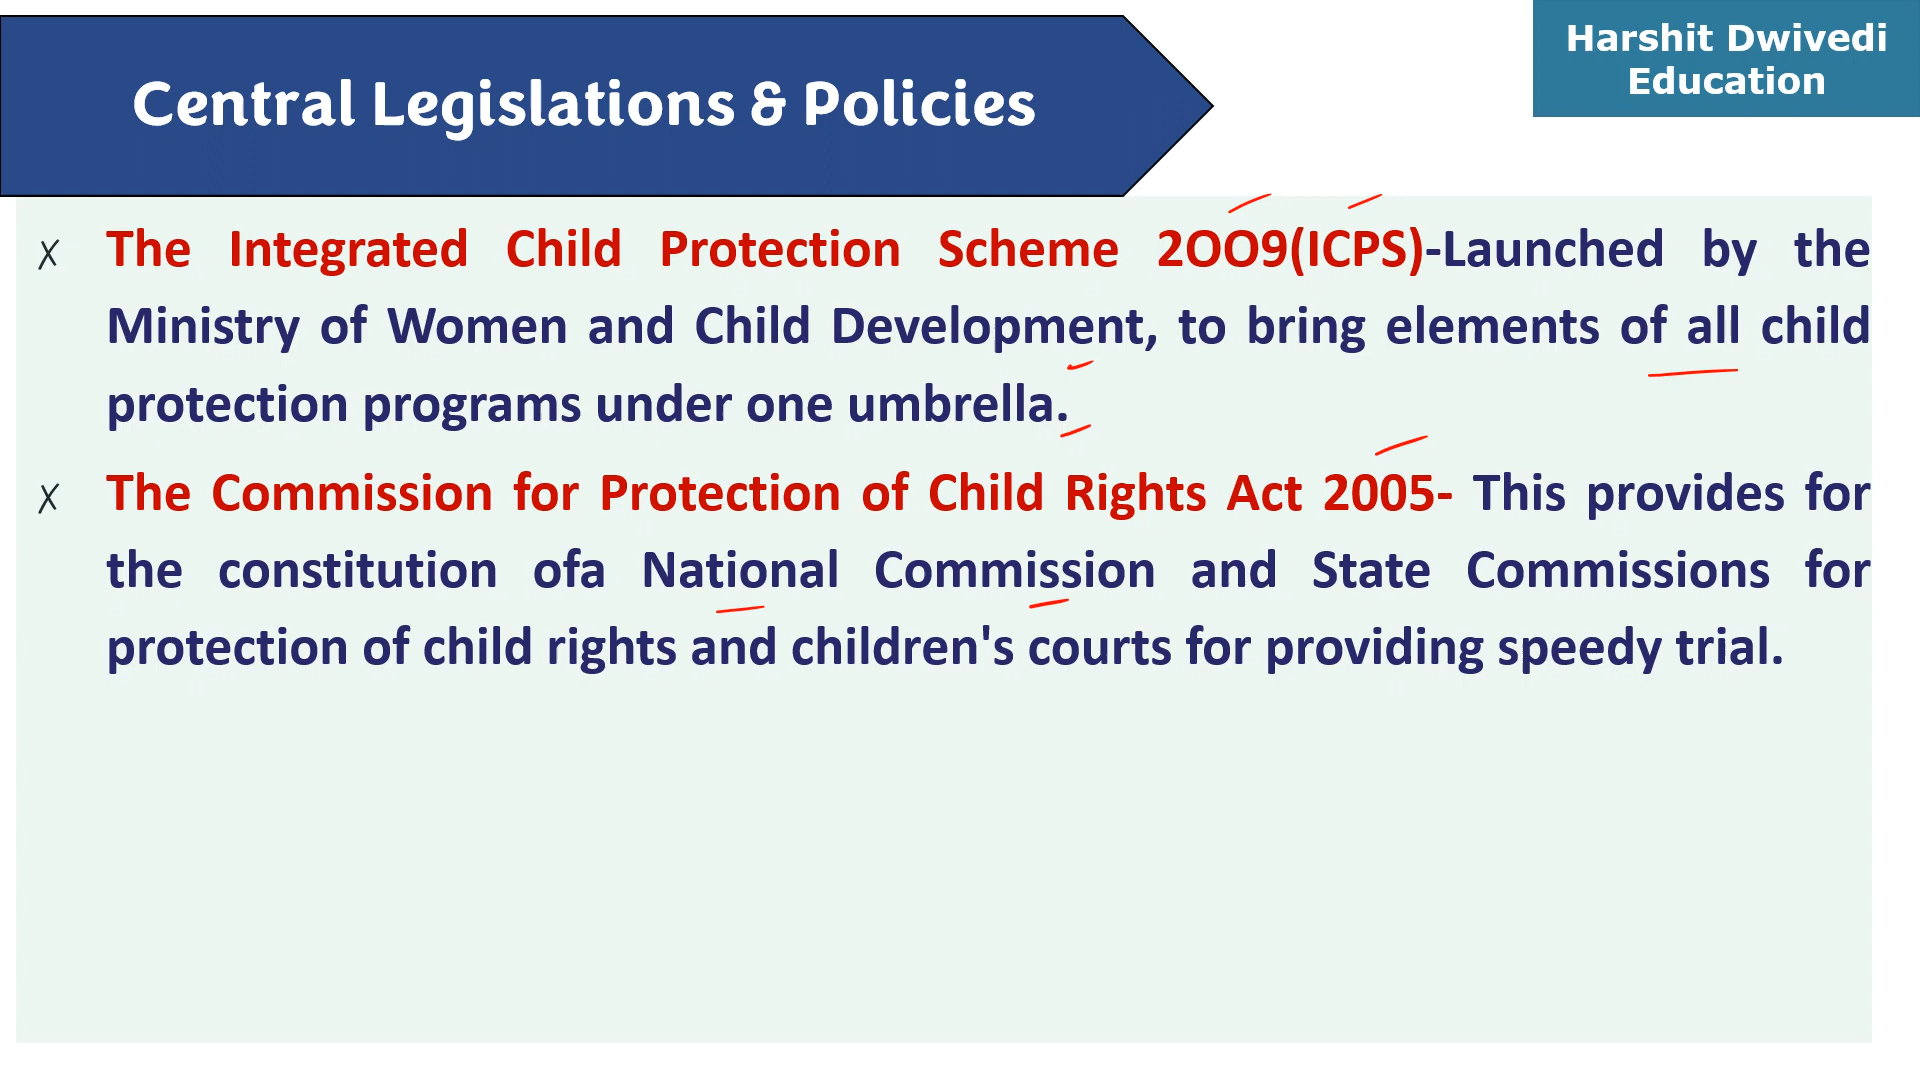 Harshit Dwivedi
Education
Central Legislations & Policies
The Integrated Child Protection Scheme 2OO9(ICPS)-Launched by the
Ministry of Women and Child Development, to bring elements of all child
protection programs under one umbrella.
The Commission for Protection of Child Rights Act 2005- This provides for
the constitution ofa National Commission and State Commissions for
protection of child rights and children's courts for providing speedy trial.